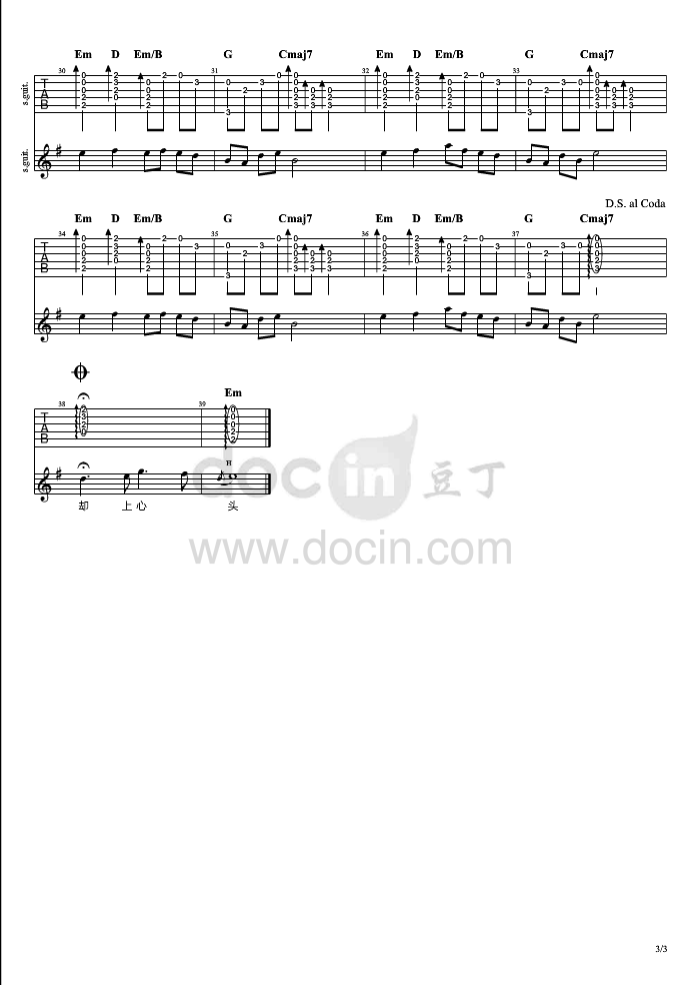 Em D Em/B G Cmaj7 Em D Em/B G Cmaj7
30 31 32 33
s.guit.
s.guit.
D.S. al Coda
Em D Em/B G Cmaj7 Em D Em/B G Cmaj7
34 35 36 37
Em
38 39
却 上 心 头
docin 豆丁
www.docin.com
3/3